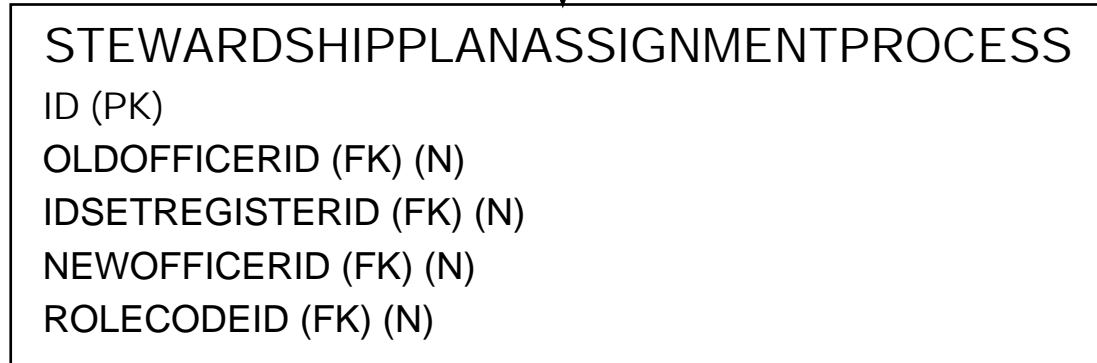 STEWARDSHIPPLANASSIGNMENTPROCESS
ID (PK)
OLDOFFICERID (FK) (N)
IDSETREGISTERID (FK) (N)
NEWOFFICERID (FK) (N)
ROLECODEID (FK) (N)